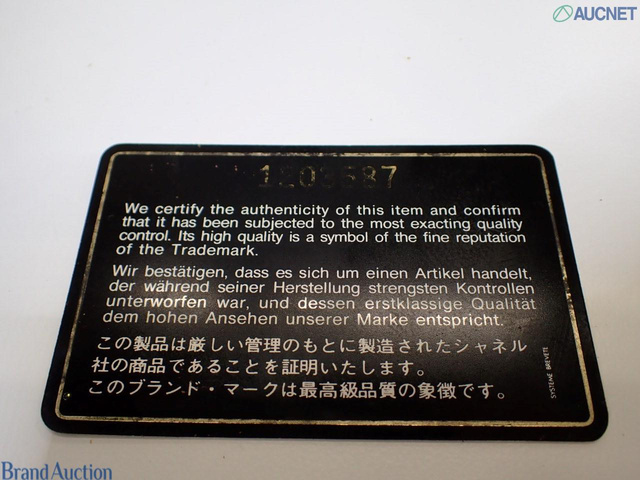 AUCNET
We certify the authenticity of this item and confirm
that it has been subjected to the most exacting quality
control. Its high quality is a symbol of the fine reputation
of the Trademark.
Wir bestätigen, dass es sich um einen Artikel handelt,
der während seiner Herstellung strengsten Kontrollen
unterworfen war, und dessen erstklassige Qualität
dem hohen Ansehen unserer Marke entspricht.
この製品は厳しい管理のもとに製造されたシャネル
社の商品であることを証明いたします。
このブランド・マークは最高級品質の象徴です。
SYSTEME BREVETE
Brand Auction